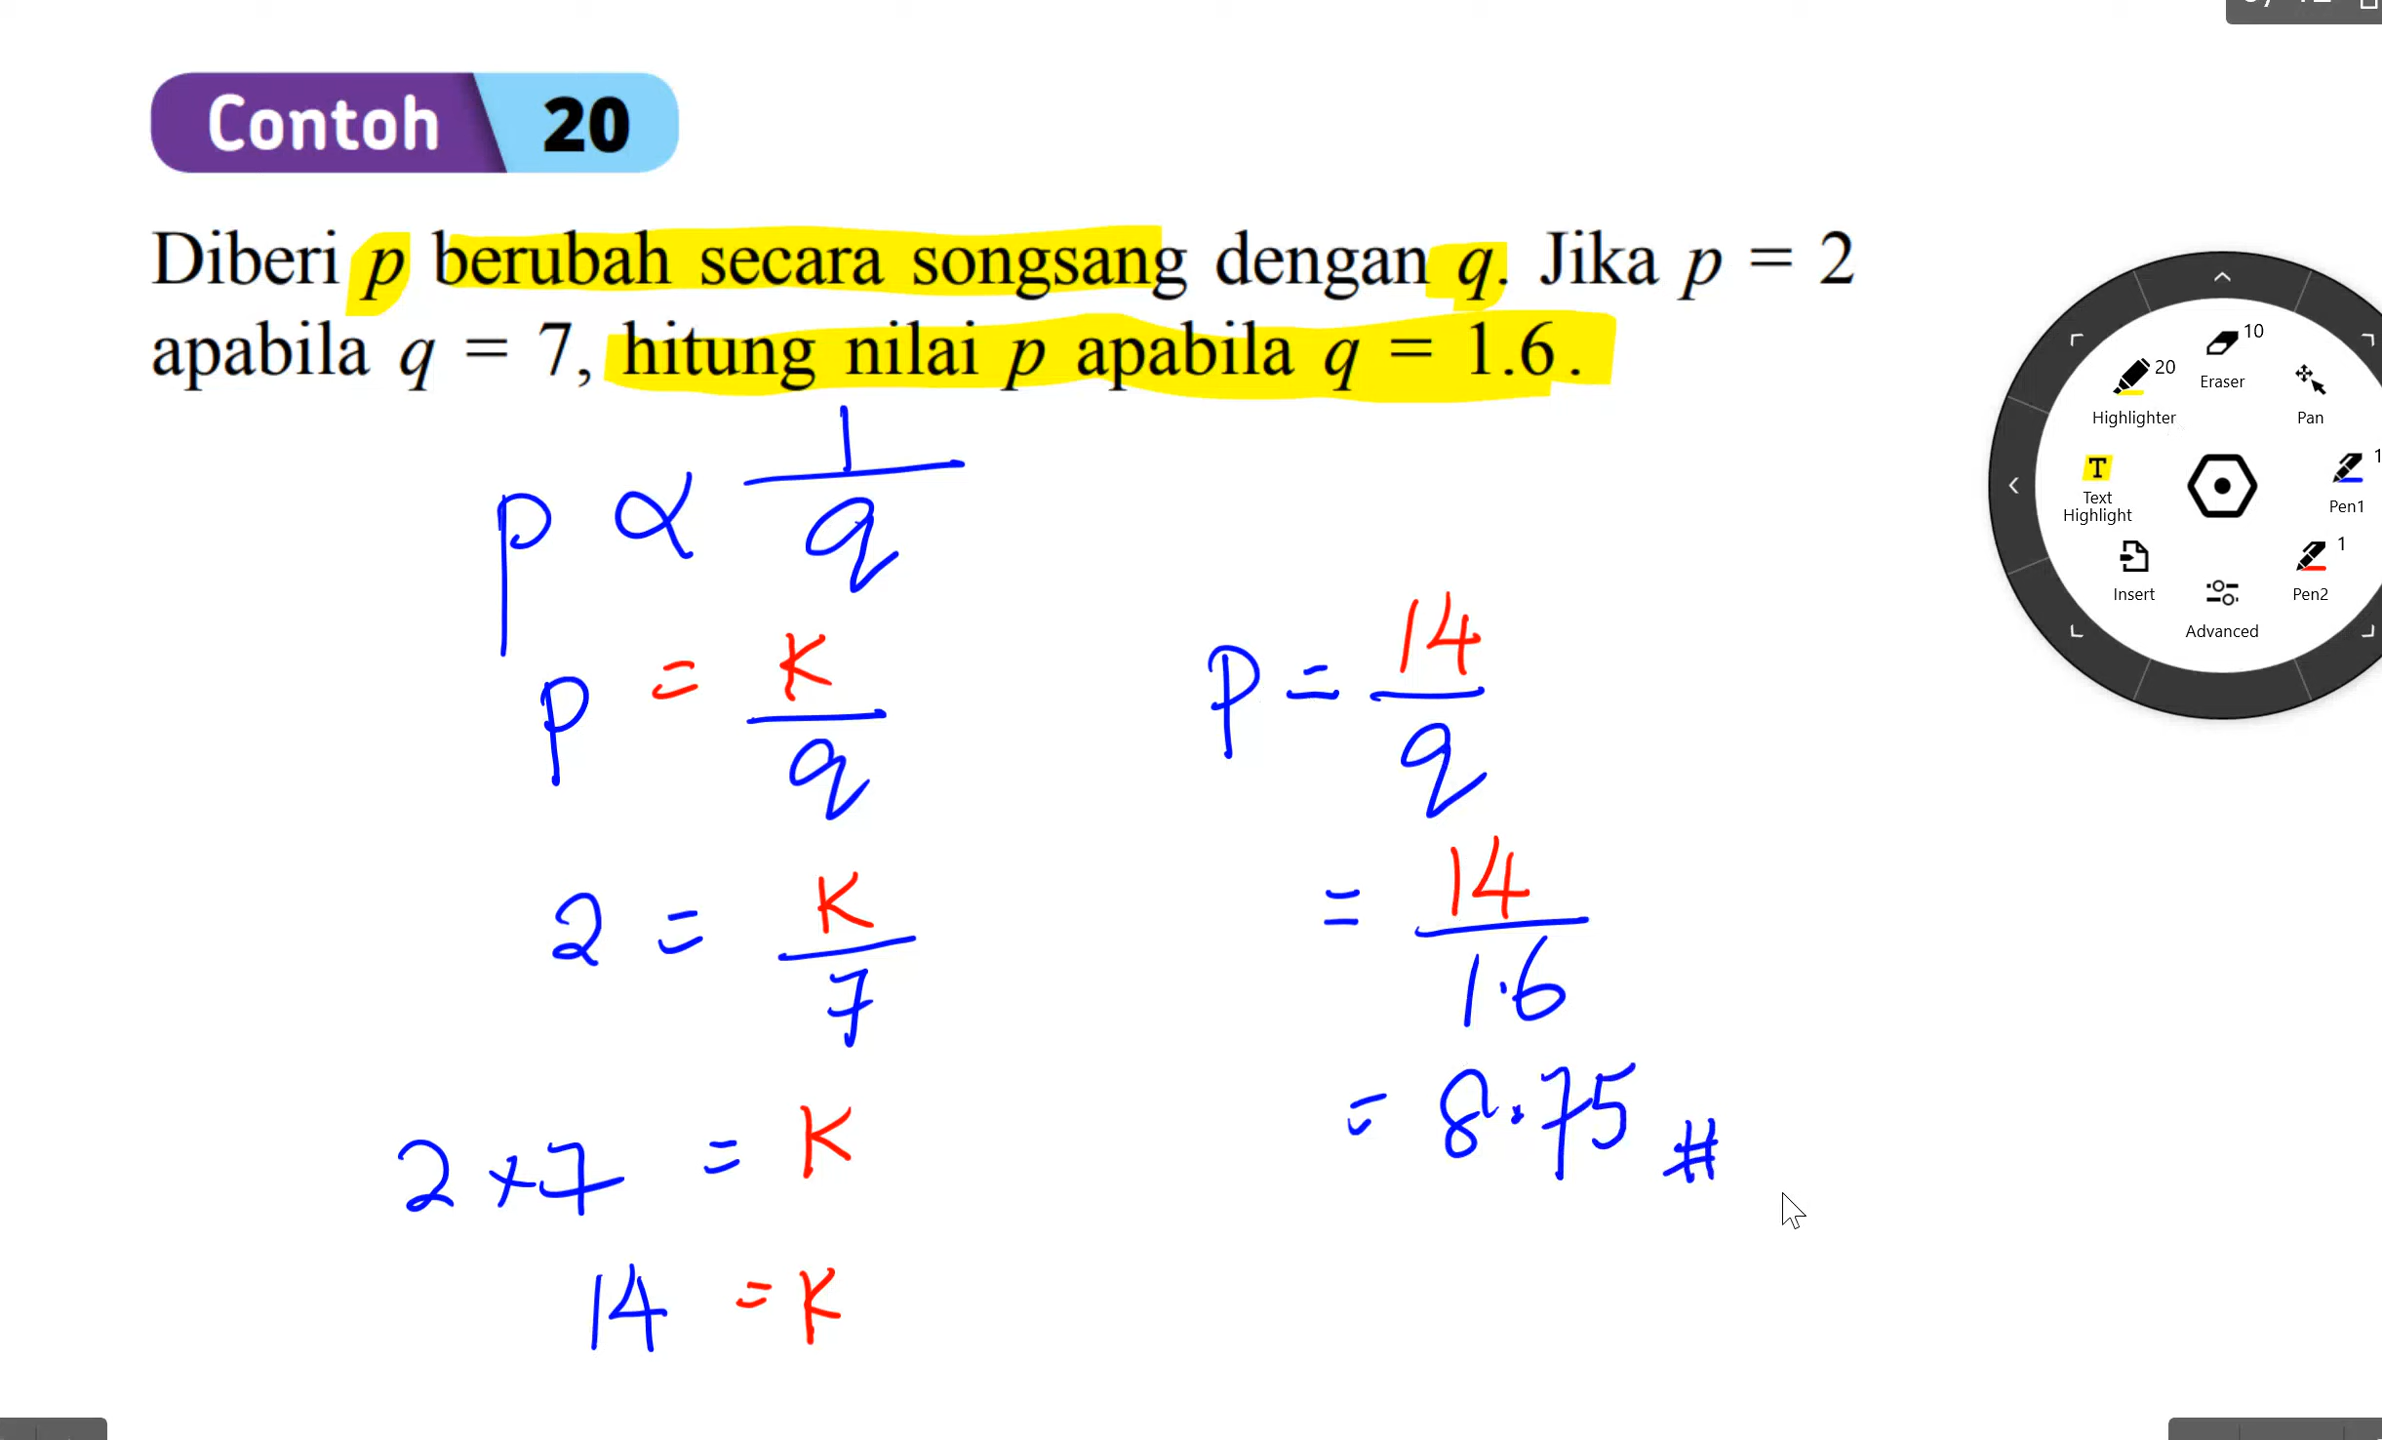 Contoh 20
Diberi p berubah secara songsang dengan q. Jika p = 2
apabila q = 7, hitung nilai p apabila q = 1.6.
p ∝ 1/q
p = k/q
2 = k/7
2 × 7 = k
14 = k
p = 14/q
= 14/1.6
= 8.75 #
10
Eraser
20
Highlighter
Pan
Text
Highlight
1
Pen1
Insert
1
Pen2
Advanced